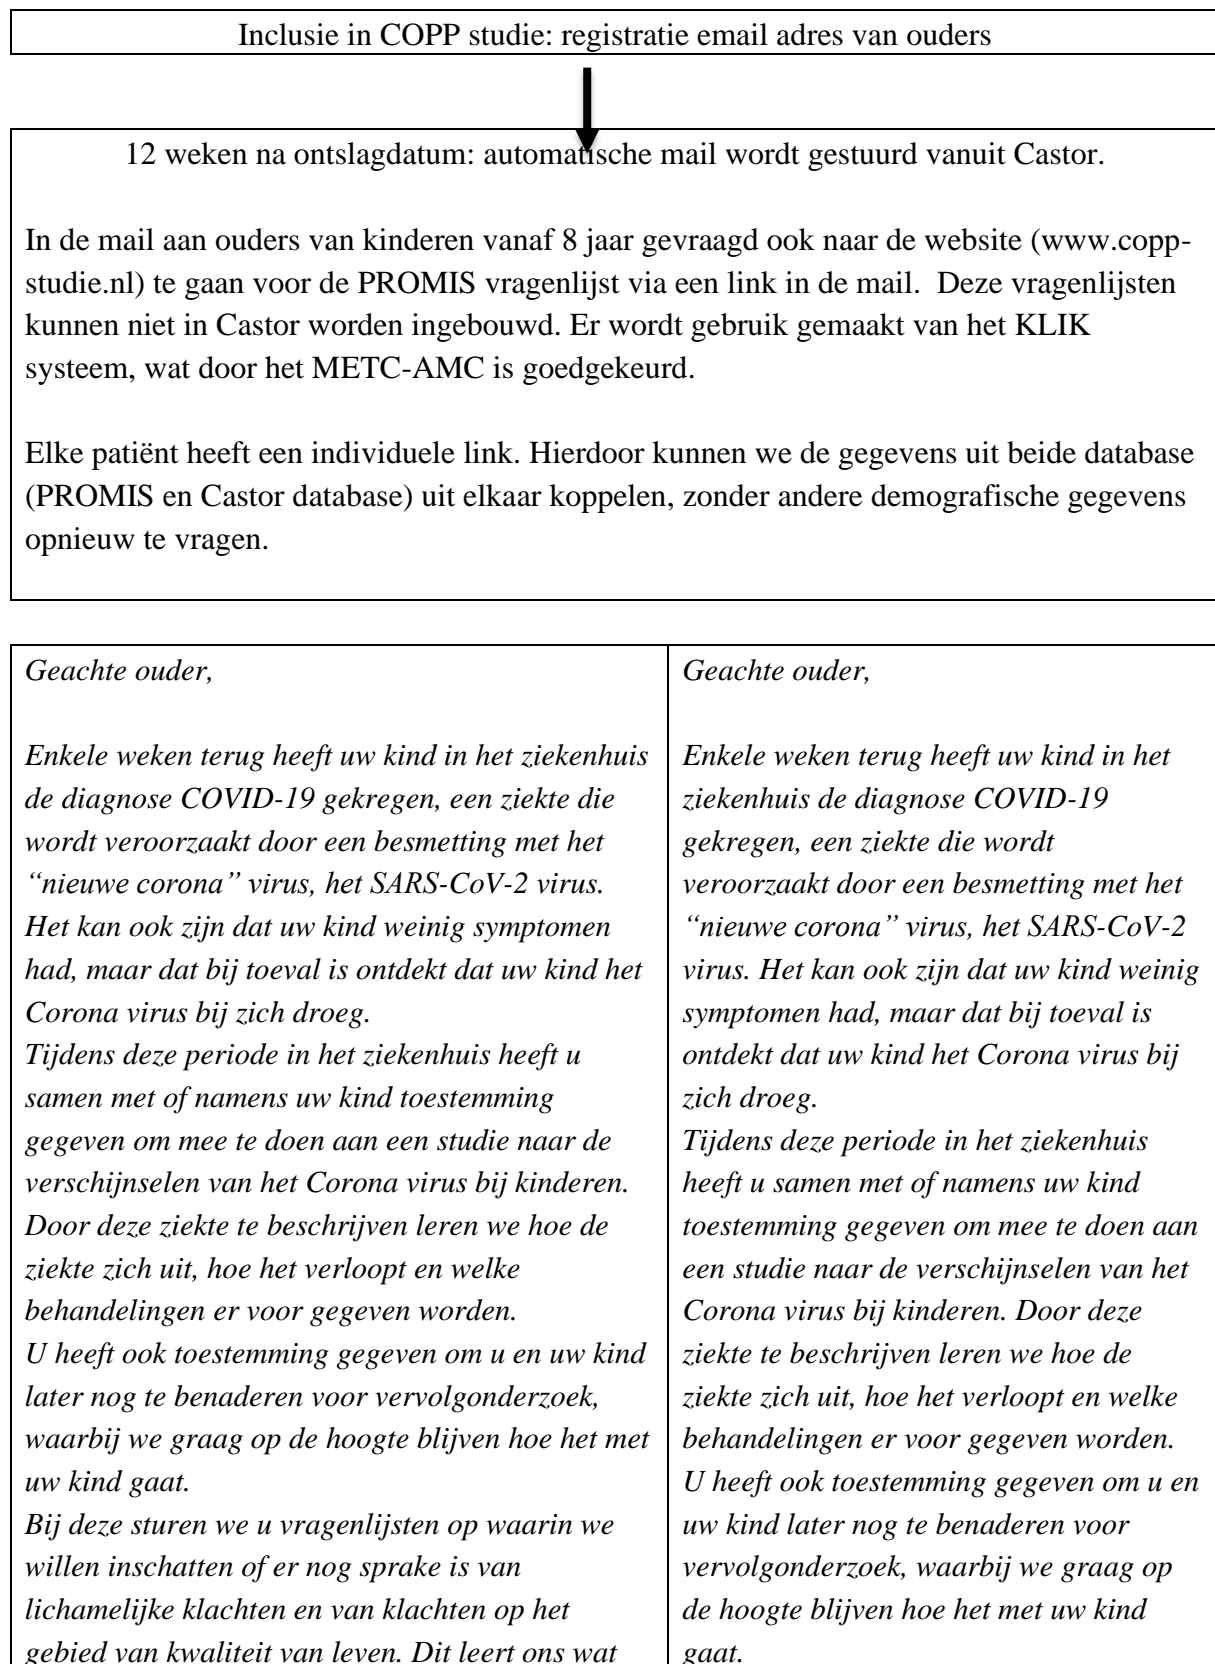 Inclusie in COPP studie: registratie email adres van ouders
12 weken na ontslagdatum: automatische mail wordt gestuurd vanuit Castor.
In de mail aan ouders van kinderen vanaf 8 jaar gevraagd ook naar de website (www.copp-
studie.nl) te gaan voor de PROMIS vragenlijst via een link in de mail.  Deze vragenlijsten
kunnen niet in Castor worden ingebouwd. Er wordt gebruik gemaakt van het KLIK
systeem, wat door het METC-AMC is goedgekeurd.
Elke patiënt heeft een individuele link. Hierdoor kunnen we de gegevens uit beide database
(PROMIS en Castor database) uit elkaar koppelen, zonder andere demografische gegevens
opnieuw te vragen.
Geachte ouder,
Enkele weken terug heeft uw kind in het ziekenhuis
de diagnose COVID-19 gekregen, een ziekte die
wordt veroorzaakt door een besmetting met het
“nieuwe corona” virus, het SARS-CoV-2 virus.
Het kan ook zijn dat uw kind weinig symptomen
had, maar dat bij toeval is ontdekt dat uw kind het
Corona virus bij zich droeg.
Tijdens deze periode in het ziekenhuis heeft u
samen met of namens uw kind toestemming
gegeven om mee te doen aan een studie naar de
verschijnselen van het Corona virus bij kinderen.
Door deze ziekte te beschrijven leren we hoe de
ziekte zich uit, hoe het verloopt en welke
behandelingen er voor gegeven worden.
U heeft ook toestemming gegeven om u en uw kind
later nog te benaderen voor vervolgonderzoek,
waarbij we graag op de hoogte blijven hoe het met
uw kind gaat.
Bij deze sturen we u vragenlijsten op waarin we
willen inschatten of er nog sprake is van
lichamelijke klachten en van klachten op het
gebied van kwaliteit van leven. Dit leert ons wat
Geachte ouder,
Enkele weken terug heeft uw kind in het
ziekenhuis de diagnose COVID-19
gekregen, een ziekte die wordt
veroorzaakt door een besmetting met het
“nieuwe corona” virus, het SARS-CoV-2
virus. Het kan ook zijn dat uw kind weinig
symptomen had, maar dat bij toeval is
ontdekt dat uw kind het Corona virus bij
zich droeg.
Tijdens deze periode in het ziekenhuis
heeft u samen met of namens uw kind
toestemming gegeven om mee te doen aan
een studie naar de verschijnselen van het
Corona virus bij kinderen. Door deze
ziekte te beschrijven leren we hoe de
ziekte zich uit, hoe het verloopt en welke
behandelingen er voor gegeven worden.
U heeft ook toestemming gegeven om u en
uw kind later nog te benaderen voor
vervolgonderzoek, waarbij we graag op
de hoogte blijven hoe het met uw kind
gaat.